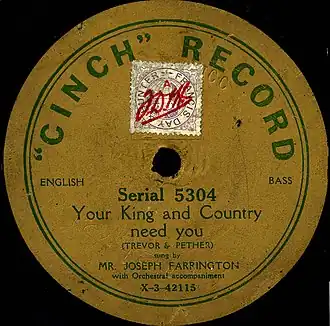 "CINCH" RECORD
ENGLISH
BASS
Serial 5304
Your King and Country
need you
(TREVOR & PETHER)
sung by
MR. JOSEPH FARRINGTON
with Orchestral accompaniment
X-3-42115